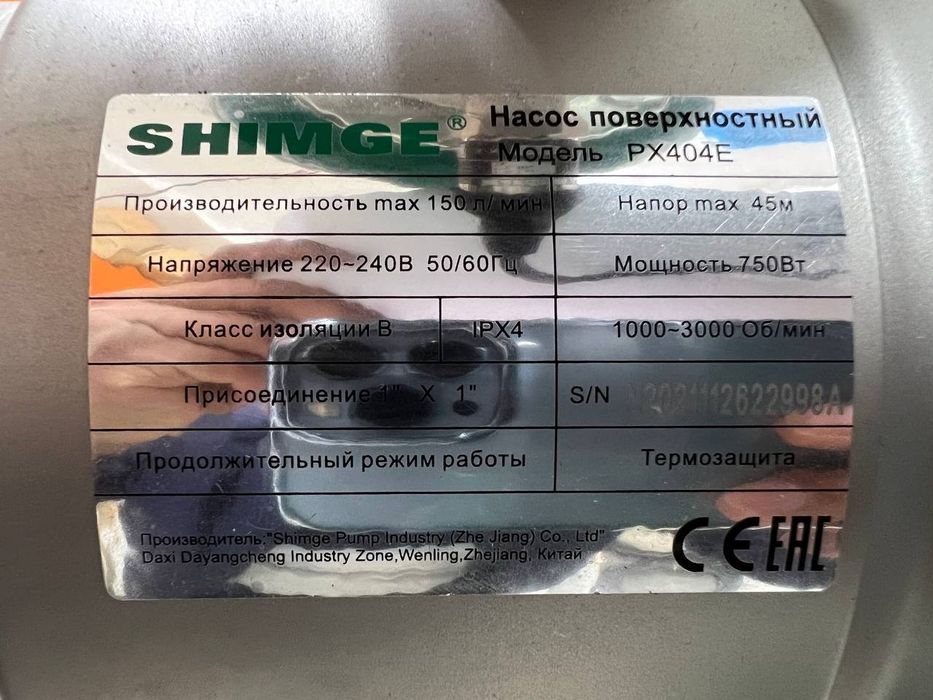 SHIMGE® Насос поверхностный
Модель PX404E
Производительность max 150 л/ мин Напор max 45м
Напряжение 220~240В 50/60Гц Мощность 750Вт
Класс изоляции В IPX4 1000~3000 Об/мин
Присоединение 1" X 1" S/N
Продолжительный режим работы Термозащита
Производитель:"Shimge Pump Industry (Zhe Jiang) Co., Ltd"
Daxi Dayangcheng Industry Zone,Wenling,Zhejiang, Китай
CE EAC